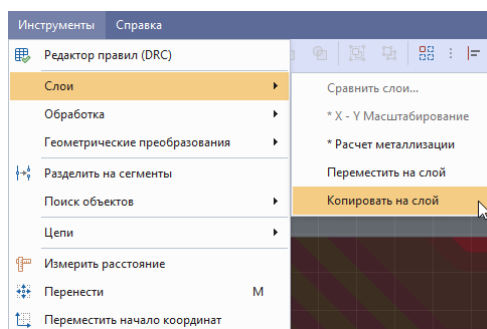 Инструменты Справка
Редактор правил (DRC)
Слои
Сравнить слои...
Обработка
* X - Y Масштабирование
Геометрические преобразования
* Расчет металлизации
Разделить на сегменты
Переместить на слой
Поиск объектов
Копировать на слой
Цепи
Измерить расстояние
Перенести M
Переместить начало координат